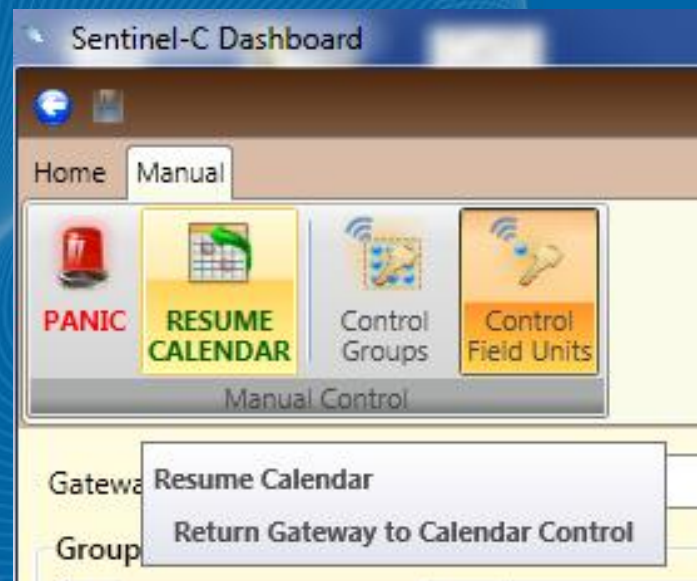 Sentinel-C Dashboard
Home Manual
PANIC RESUME CALENDAR Control Groups Control Field Units
Manual Control
Resume Calendar
Return Gateway to Calendar Control
Group